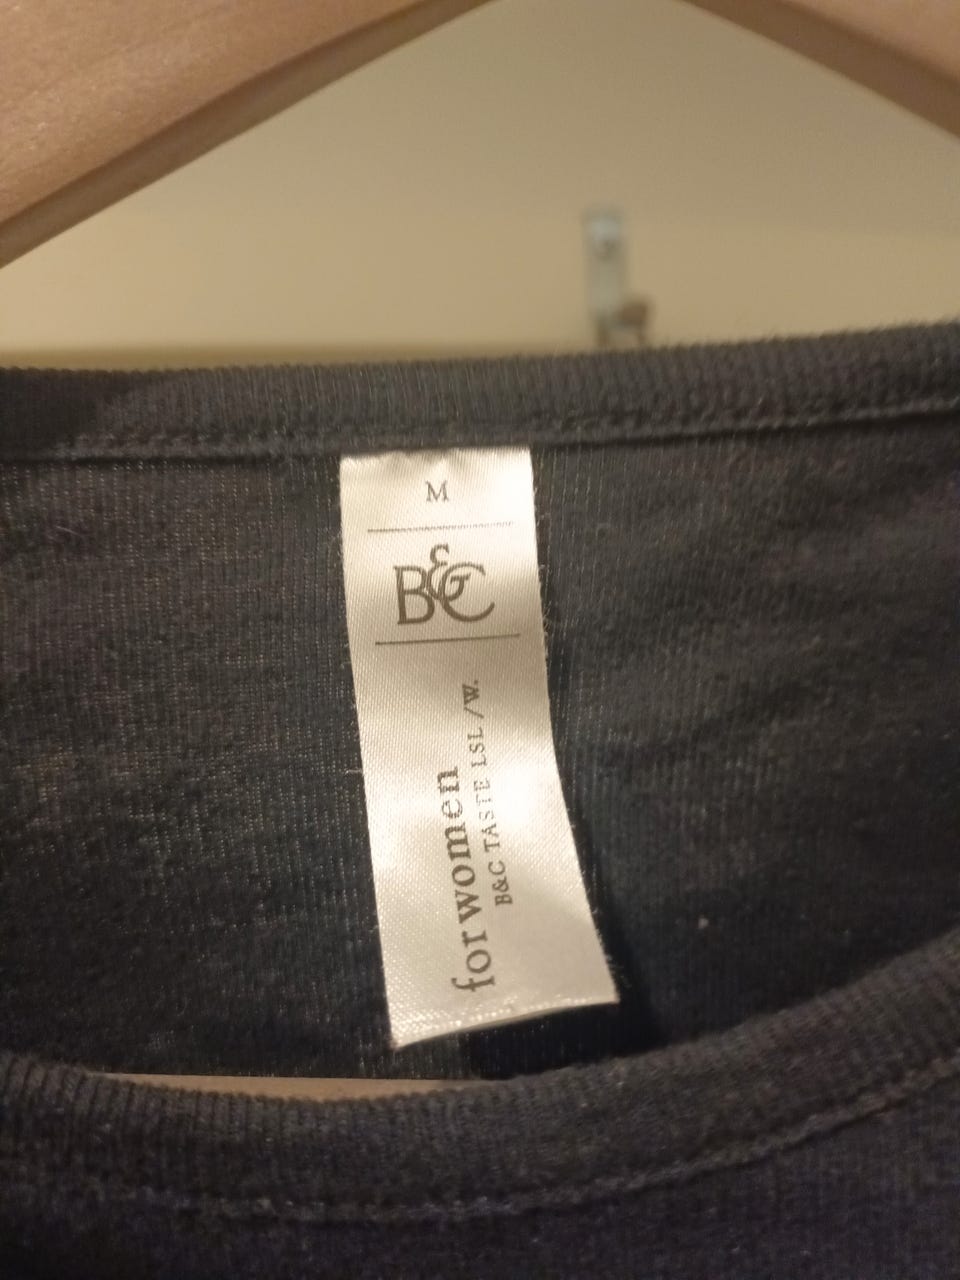 M
B&C
for women
B&C TASTE LSL /W.